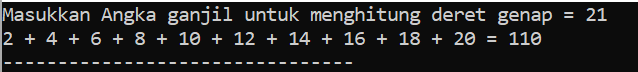 Masukkan Angka ganjil untuk menghitung deret genap = 21
2 + 4 + 6 + 8 + 10 + 12 + 14 + 16 + 18 + 20 = 110
--------------------------------